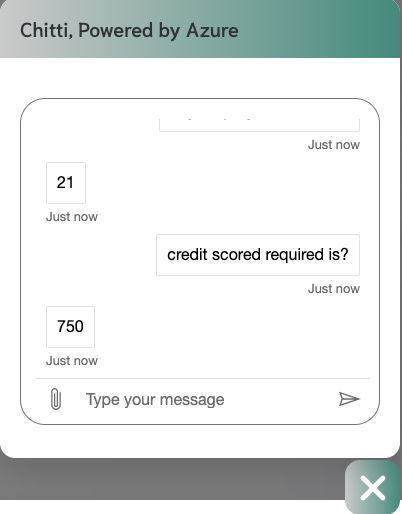 Chitti, Powered by Azure
Just now
21
Just now
credit scored required is?
Just now
750
Just now
Type your message